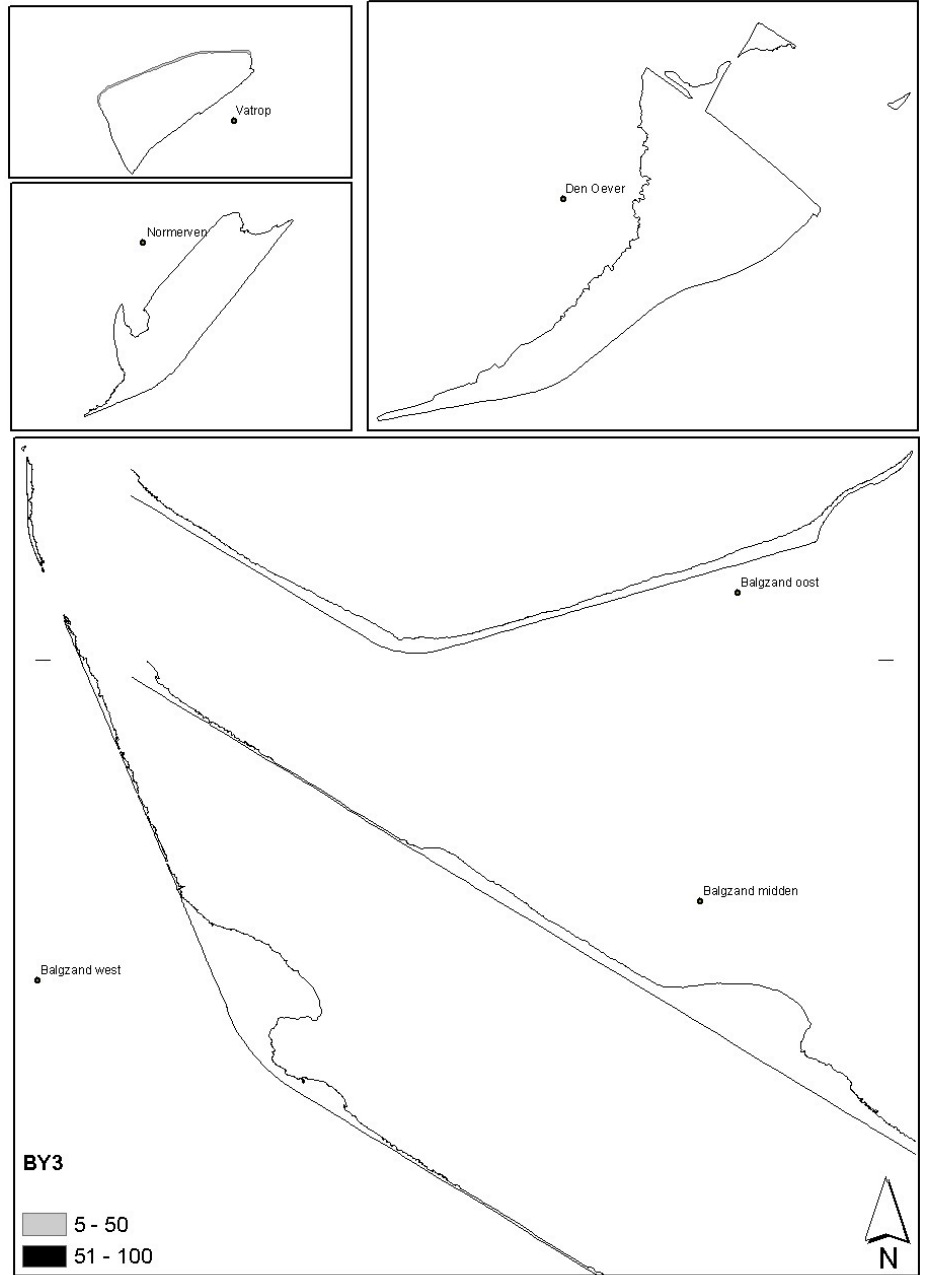 Vatrop
Normerven
Den Oever
Balgzand oost
Balgzand midden
Balgzand west
BY3
5 - 50
51 - 100
N